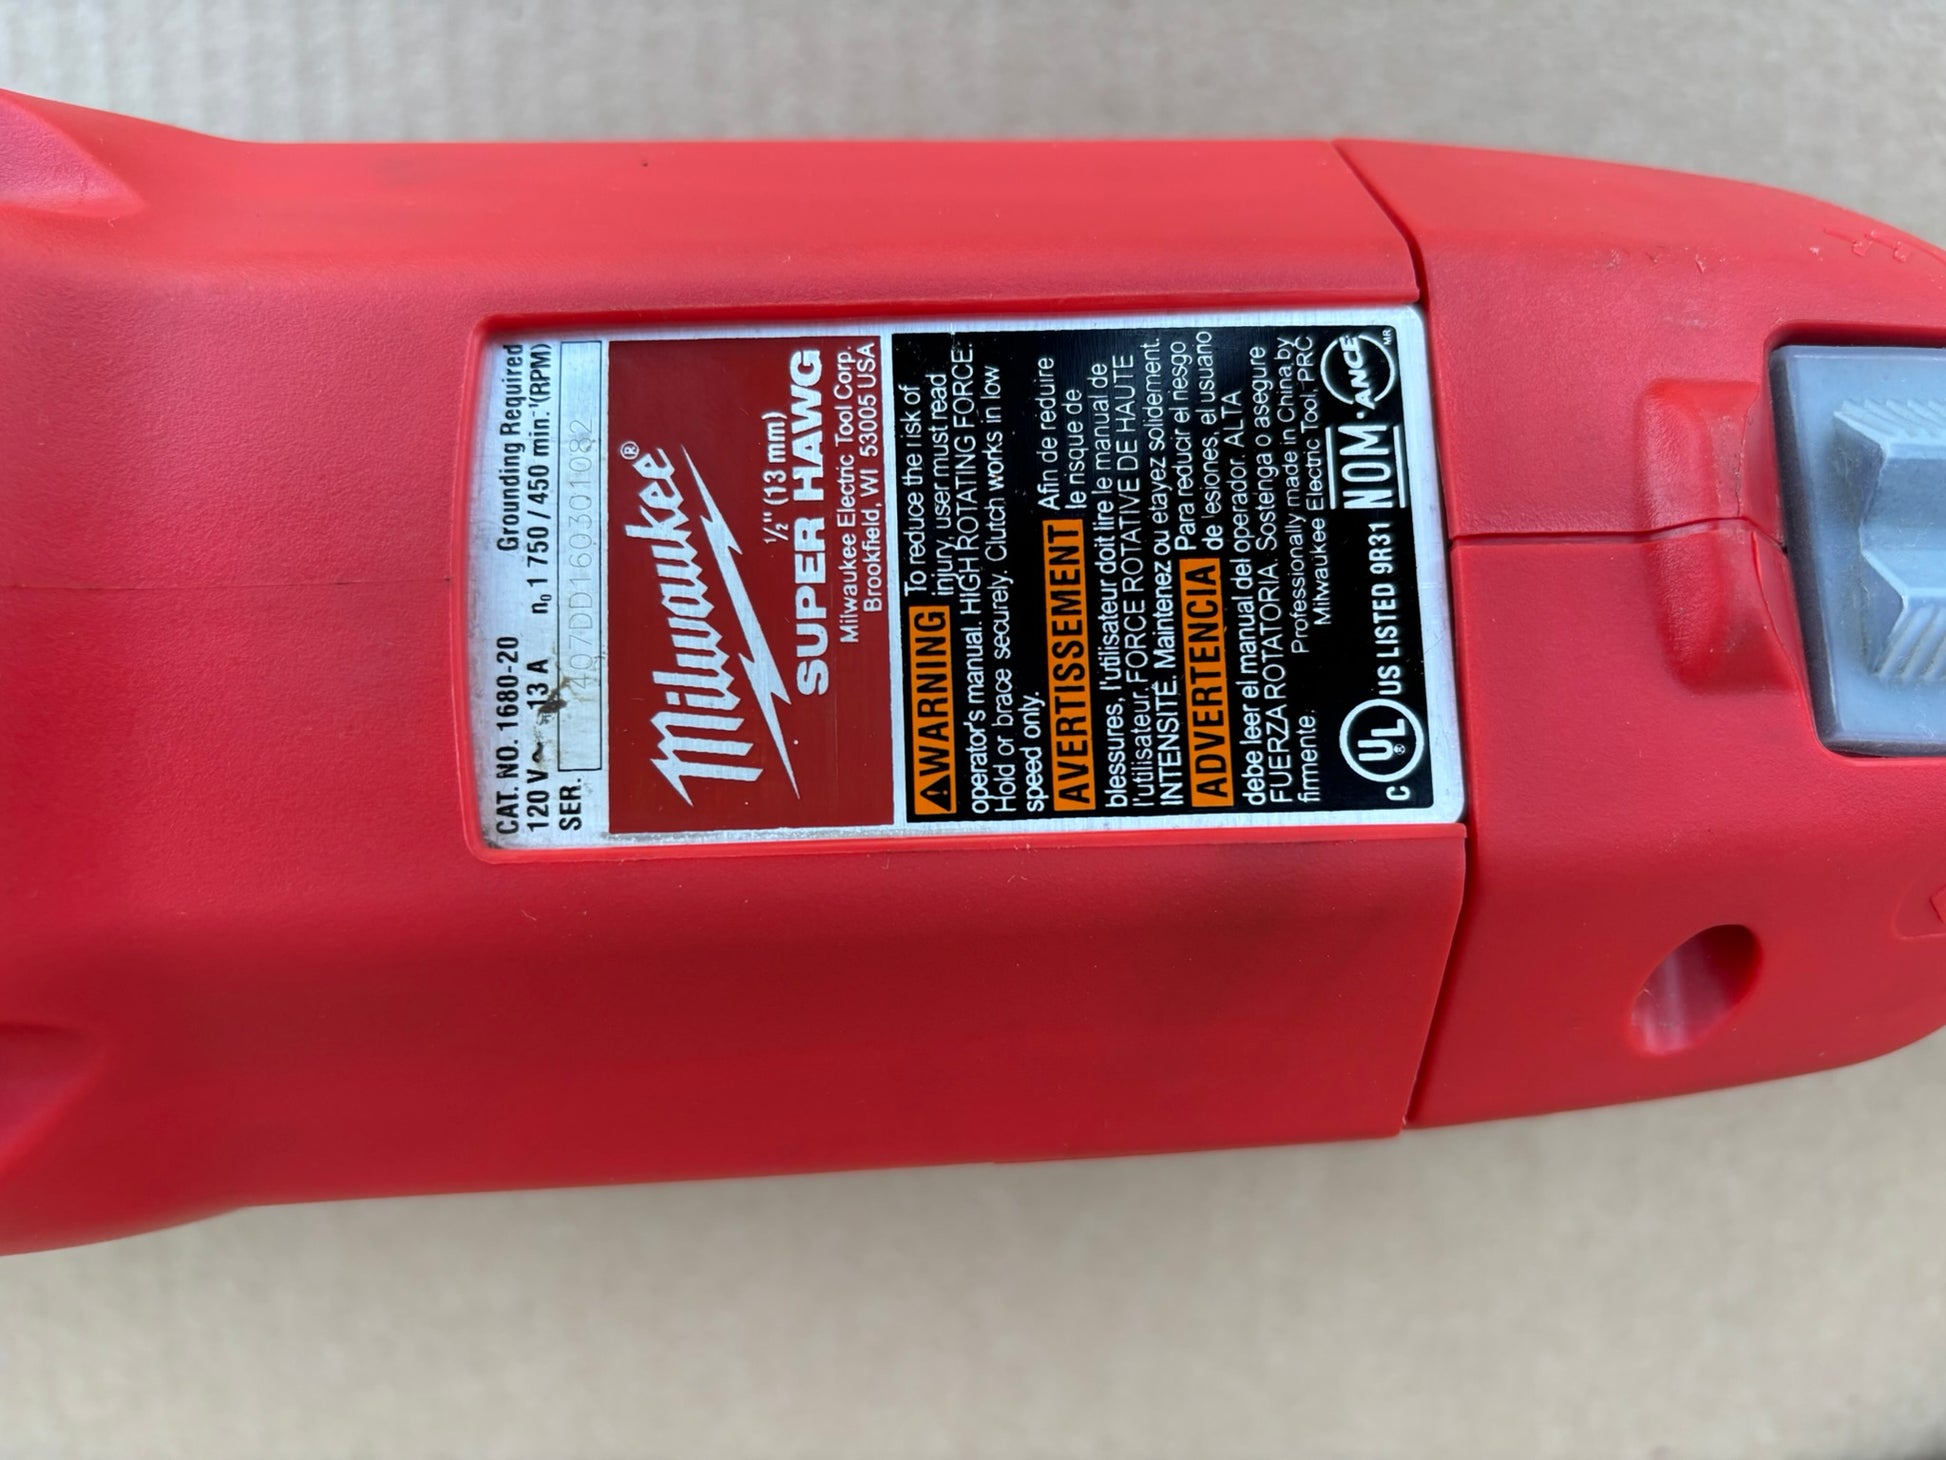 CAT. NO. 1680-20 Grounding Required
120 V ~ 13 A n₀ 1 750 / 450 min.⁻¹(RPM)
SER. 407DD160301082
Milwaukee®
½" (13 mm)
SUPER HAWG
Milwaukee Electric Tool Corp.
Brookfield, WI 53005 USA
⚠WARNING To reduce the risk of
injury, user must read
operator's manual. HIGH ROTATING FORCE.
Hold or brace securely. Clutch works in low
speed only.
AVERTISSEMENT Afin de reduire
le risque de
blessures, l'utilisateur doit lire le manual de
l'utilisateur. FORCE ROTATIVE DE HAUTE
INTENSITÉ. Maintenez ou etayez solidement.
ADVERTENCIA Para reducir el riesgo
de lesiones, el usuano
debe leer el manual del operador. ALTA
FUERZA ROTATORIA. Sostenga o asegure
firmente.
Professionally made in China by
Milwaukee Electric Tool, PRC
C UL® US LISTED 9R31 NOM • ANCE MR